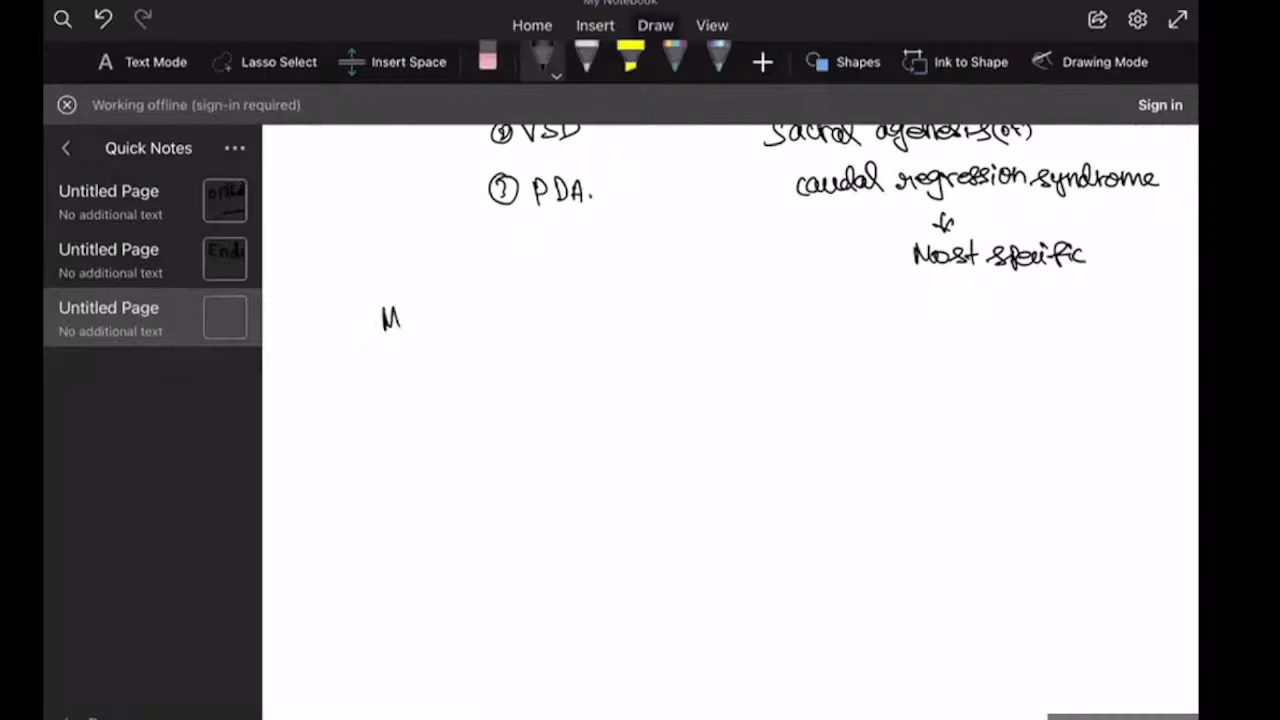 My Notebook
Home Insert Draw View
Text Mode Lasso Select Insert Space Shapes Ink to Shape Drawing Mode
Working offline (sign-in required) Sign in
Quick Notes
Untitled Page
No additional text
Untitled Page
No additional text
Untitled Page
No additional text
② VSD
③ PDA.
Sacral agenesis (or)
caudal regression syndrome
Most specific
M